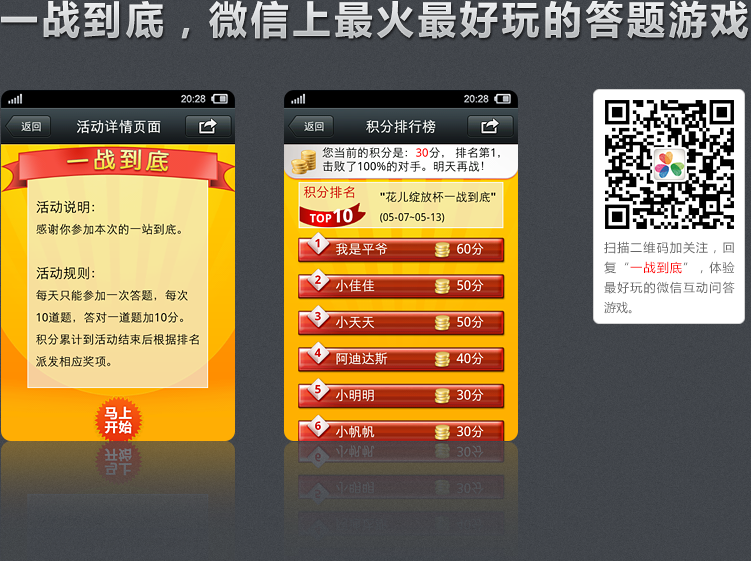 一战到底，微信上最火最好玩的答题游戏
20:28
返回
活动详情页面
一战到底
活动说明:
感谢你参加本次的一站到底。
活动规则:
每天只能参加一次答题，每次
10道题，答对一道题加10分。
积分累计到活动结束后根据排名
派发相应奖项。
马上
开始
20:28
返回
积分排行榜
您当前的积分是: 30分， 排名第1,
击败了100%的对手。明天再战!
积分排名
TOP10
"花儿绽放杯一战到底"
(05-07~05-13)
1 我是平爷 60分
2 小佳佳 50分
3 小天天 50分
4 阿迪达斯 40分
5 小明明 30分
6 小帆帆 30分
扫描二维码加关注，回
复“一战到底”，体验
最好玩的微信互动问答
游戏。